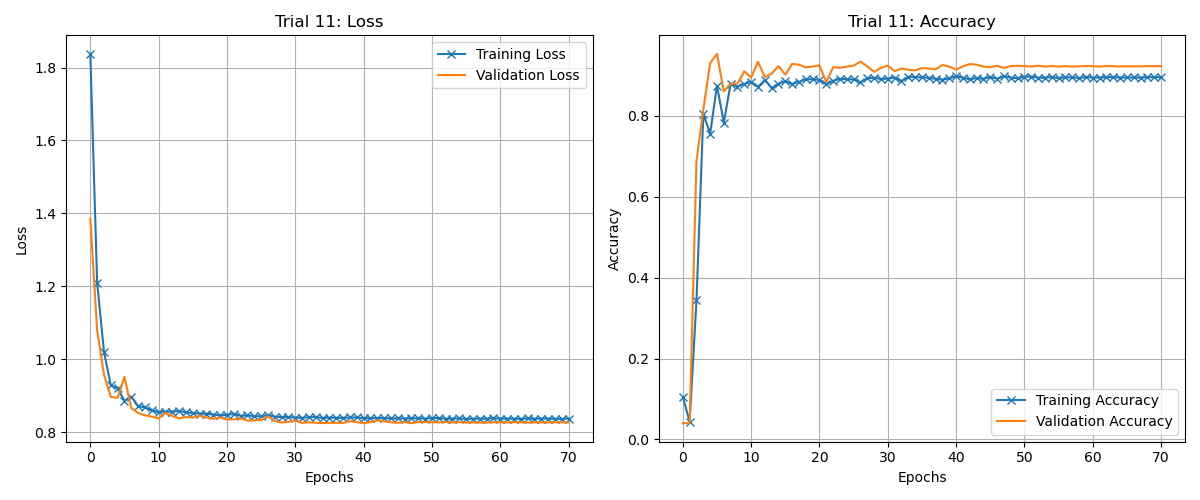 Trial 11: Loss
Training Loss
Validation Loss
1.8
1.6
1.4
1.2
1.0
0.8
Loss
0 10 20 30 40 50 60 70
Epochs
Trial 11: Accuracy
0.8
0.6
0.4
0.2
0.0
Accuracy
Training Accuracy
Validation Accuracy
0 10 20 30 40 50 60 70
Epochs